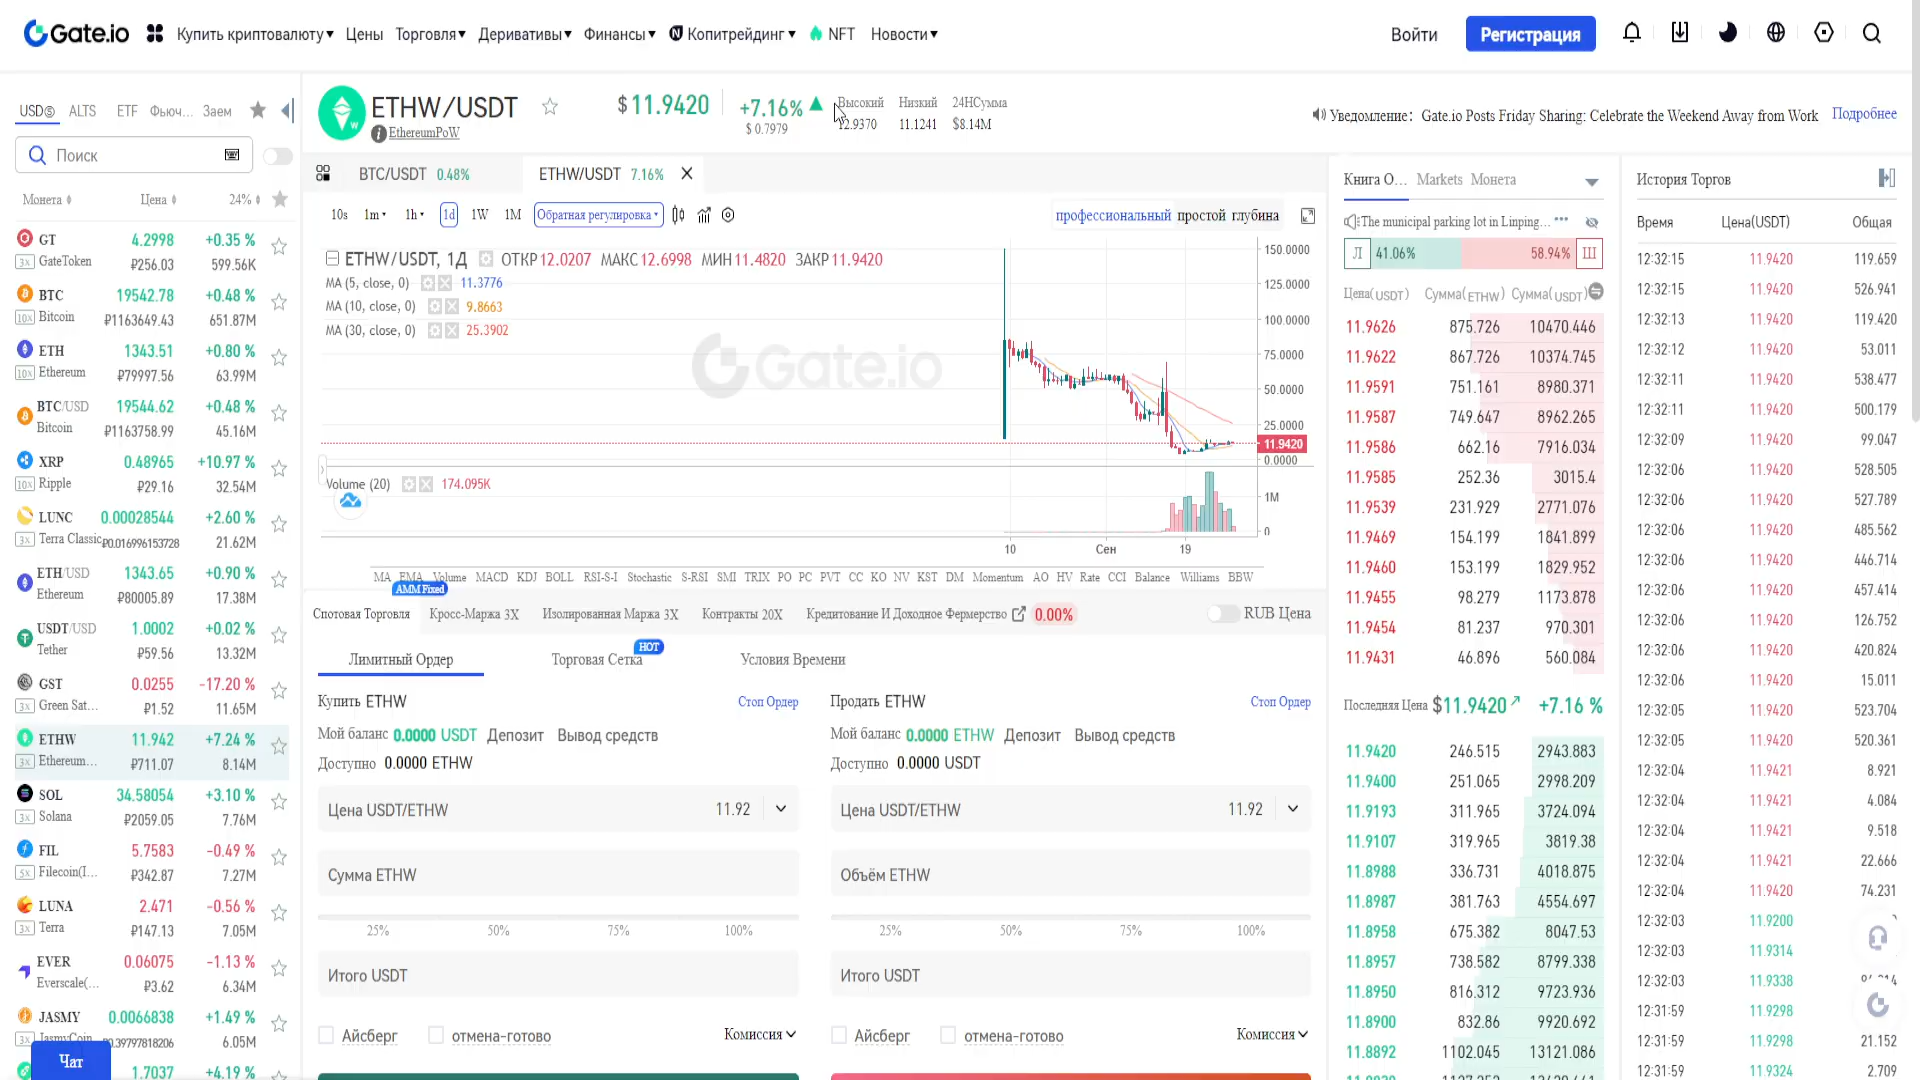 Gate.io
Купить криптовалюту▾ Цены Торговля▾ Деривативы▾ Финансы▾ Копитрейдинг▾ NFT Новости▾
Войти Регистрация
USDⓈ ALTS ETF Фьюч... Заем
Поиск
Монета Цена 24%
GT 4.2998 +0.35 %
3X GateToken ₽256.03 599.56K
BTC 19542.78 +0.48 %
10X Bitcoin ₽1163649.43 651.87M
ETH 1343.51 +0.80 %
10X Ethereum ₽79997.56 63.99M
BTC/USD 19544.62 +0.48 %
Bitcoin ₽1163758.99 45.16M
XRP 0.48965 +10.97 %
10X Ripple ₽29.16 32.54M
LUNC 0.00028544 +2.60 %
3X Terra Classic ₽0.016996153728 21.62M
ETH/USD 1343.65 +0.90 %
Ethereum ₽80005.89 17.38M
USDT/USD 1.0002 +0.02 %
Tether ₽59.56 13.32M
GST 0.0255 -17.20 %
3X Green Sat... ₽1.52 11.65M
ETHW 11.942 +7.24 %
3X Ethereum... ₽711.07 8.14M
SOL 34.58054 +3.10 %
3X Solana ₽2059.05 7.76M
FIL 5.7583 -0.49 %
5X Filecoin(I... ₽342.87 7.27M
LUNA 2.471 -0.56 %
3X Terra ₽147.13 7.05M
EVER 0.06075 -1.13 %
Everscale(... ₽3.62 6.34M
JASMY 0.0066838 +1.49 %
3X JasmyCoin ₽0.39797818206 6.05M
1.7037 +4.19 %
Чат
ETHW/USDT $11.9420 +7.16%
EthereumPoW $ 0.7979
Высокий Низкий 24HСумма
12.9370 11.1241 $8.14M
Уведомление: Gate.io Posts Friday Sharing: Celebrate the Weekend Away from Work Подробнее
BTC/USDT 0.48% ETHW/USDT 7.16%
10s 1m 1h 1d 1W 1M Обратная регулировка
профессиональный простой глубина
ETHW/USDT, 1Д ОТКР 12.0207 МАКС 12.6998 МИН 11.4820 ЗАКР 11.9420
MA (5, close, 0) 11.3776
MA (10, close, 0) 9.8663
MA (30, close, 0) 25.3902
Gate.io
150.0000
125.0000
100.0000
75.0000
50.0000
25.0000
11.9420
0.0000
Volume (20) 174.095K
1M
0
10 Сен 19
MA EMA Volume MACD KDJ BOLL RSI-S-I Stochastic S-RSI SMI TRIX PO PC PVT CC KO NV KST DM Momentum AO HV Rate CCI Balance Williams BBW
AMM Fixed
Спотовая Торговля Кросс-Маржа 3X Изолированная Маржа 3X Контракты 20X Кредитование И Доходное Фермерство 0.00% RUB Цена
HOT
Лимитный Ордер Торговая Сетка Условия Времени
Купить ETHW Стоп Ордер
Мой баланс 0.0000 USDT Депозит Вывод средств
Доступно 0.0000 ETHW
Цена USDT/ETHW 11.92
Сумма ETHW
25% 50% 75% 100%
Итого USDT
Айсберг отмена-готово Комиссия
Продать ETHW Стоп Ордер
Мой баланс 0.0000 ETHW Депозит Вывод средств
Доступно 0.0000 USDT
Цена USDT/ETHW 11.92
Объём ETHW
25% 50% 75% 100%
Итого USDT
Айсберг отмена-готово Комиссия
Книга О... Markets Монета
The municipal parking lot in Linping...
Л 41.06% 58.94% Ш
Цена(USDT) Сумма(ETHW) Сумма(USDT)
11.9626 875.726 10470.446
11.9622 867.726 10374.745
11.9591 751.161 8980.371
11.9587 749.647 8962.265
11.9586 662.16 7916.034
11.9585 252.36 3015.4
11.9539 231.929 2771.076
11.9469 154.199 1841.899
11.9460 153.199 1829.952
11.9455 98.279 1173.878
11.9454 81.237 970.301
11.9431 46.896 560.084
Последняя Цена $11.9420 +7.16 %
11.9420 246.515 2943.883
11.9400 251.065 2998.209
11.9193 311.965 3724.094
11.9107 319.965 3819.38
11.8988 336.731 4018.875
11.8987 381.763 4554.697
11.8958 675.382 8047.53
11.8957 738.582 8799.338
11.8950 816.312 9723.936
11.8900 832.86 9920.692
11.8892 1102.045 13121.086
История Торгов
Время Цена(USDT) Общая
12:32:15 11.9420 119.659
12:32:15 11.9420 526.941
12:32:13 11.9420 119.420
12:32:12 11.9420 53.011
12:32:11 11.9420 538.477
12:32:11 11.9420 500.179
12:32:09 11.9420 99.047
12:32:06 11.9420 528.505
12:32:06 11.9420 527.789
12:32:06 11.9420 485.562
12:32:06 11.9420 446.714
12:32:06 11.9420 457.414
12:32:06 11.9420 126.752
12:32:06 11.9420 420.824
12:32:06 11.9420 15.011
12:32:05 11.9420 523.704
12:32:05 11.9420 520.361
12:32:04 11.9421 8.921
12:32:04 11.9421 4.084
12:32:04 11.9421 9.518
12:32:04 11.9421 22.666
12:32:04 11.9420 74.231
12:32:03 11.9200
12:32:03 11.9314
12:32:03 11.9338
12:31:59 11.9298
12:31:59 11.9298 21.152
12:31:59 11.9324 2.709